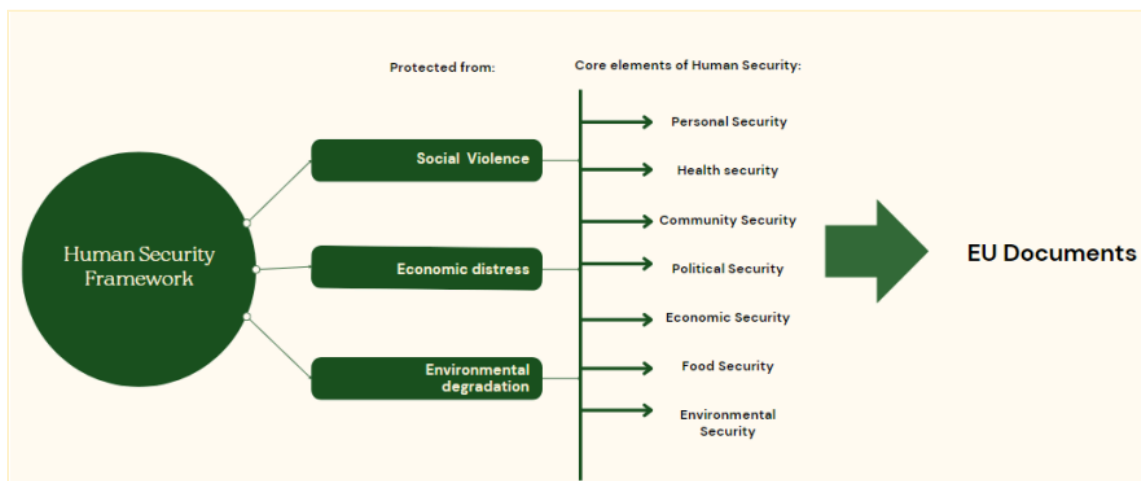 Protected from:
Core elements of Human Security:
Human Security
Framework
Social Violence
Economic distress
Environmental
degradation
Personal Security
Health security
Community Security
Political Security
Economic Security
Food Security
Environmental
Security
EU Documents